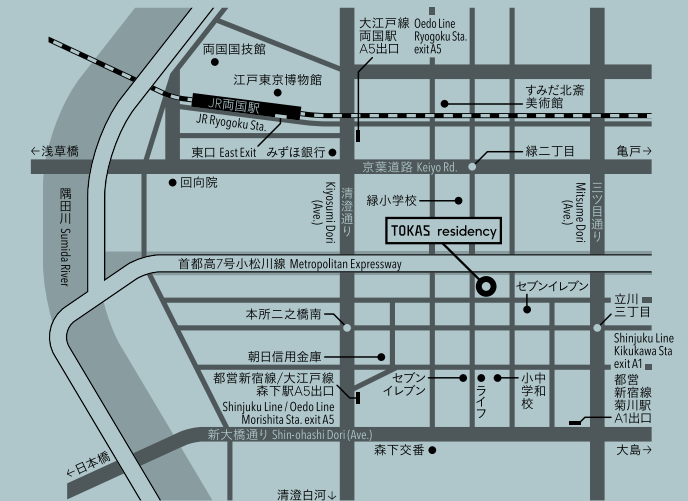 大江戸線
両国駅
A5出口
Oedo Line
Ryogoku Sta.
exit A5
両国国技館
江戸東京博物館
すみだ北斎
美術館
JR両国駅
JR Ryogoku Sta.
東口 East Exit
みずほ銀行
←浅草橋
緑二丁目
亀戸→
京葉道路 Keiyo Rd.
回向院
隅田川 Sumida River
Kiyosumi Dori
(Ave.)
清澄通り
緑小学校
Mitsume Dori
(Ave.)
三ツ目通り
TOKAS residency
首都高7号小松川線 Metropolitan Expressway
セブンイレブン
立川
三丁目
本所二之橋南
Shinjuku Line
Kikukawa Sta
exit A1
朝日信用金庫
都営新宿線/大江戸線
森下駅A5出口
Shinjuku Line / Oedo Line
Morishita Sta. exit A5
セブン
イレブン
ライフ
小中
学和
校
都営
新宿線
菊川駅
A1出口
新大橋通り Shin-ohashi Dori (Ave.)
←日本橋
森下交番
大島→
清澄白河↓